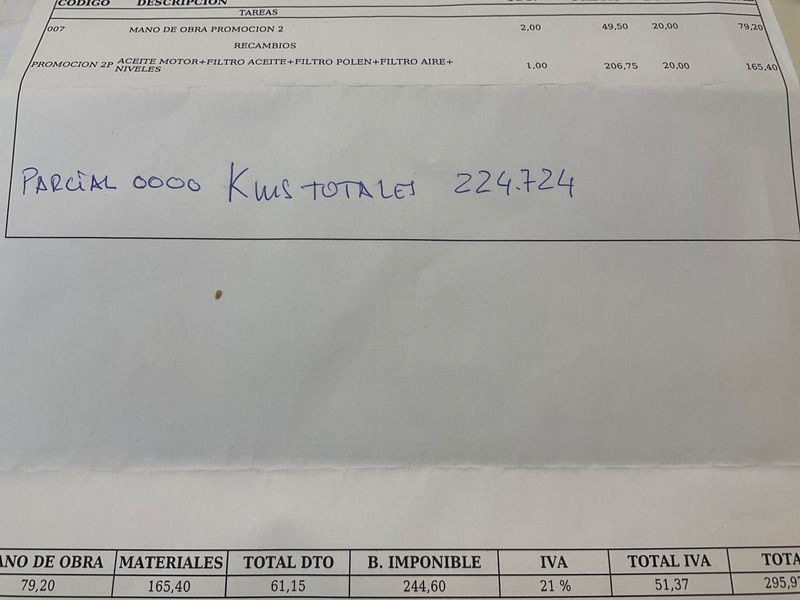 CODIGO DESCRIPCION
TAREAS
007 MANO DE OBRA PROMOCION 2 2,00 49,50 20,00 79,20
RECAMBIOS
PROMOCION 2P ACEITE MOTOR+FILTRO ACEITE+FILTRO POLEN+FILTRO AIRE+ 1,00 206,75 20,00 165,40
NIVELES
PARCIAL 0000 Kms TOTALES 224.724
ANO DE OBRA MATERIALES TOTAL DTO B. IMPONIBLE IVA TOTAL IVA TOTA
79,20 165,40 61,15 244,60 21 % 51,37 295,97